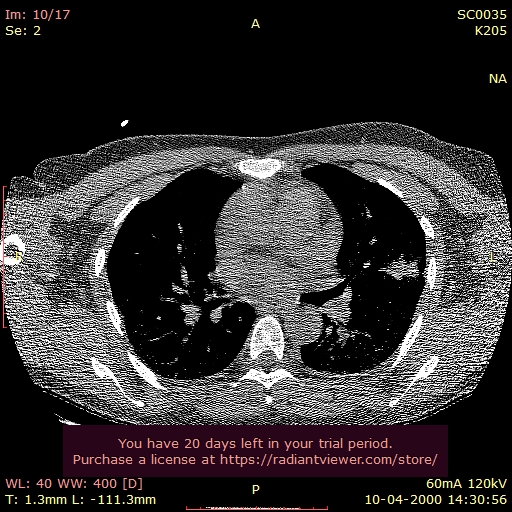 Im: 10/17
Se: 2
A
SC0035
K205
NA
R
L
You have 20 days left in your trial period.
Purchase a license at https://radiantviewer.com/store/
WL: 40 WW: 400 [D]
T: 1.3mm L: -111.3mm
P
60mA 120kV
10-04-2000 14:30:56